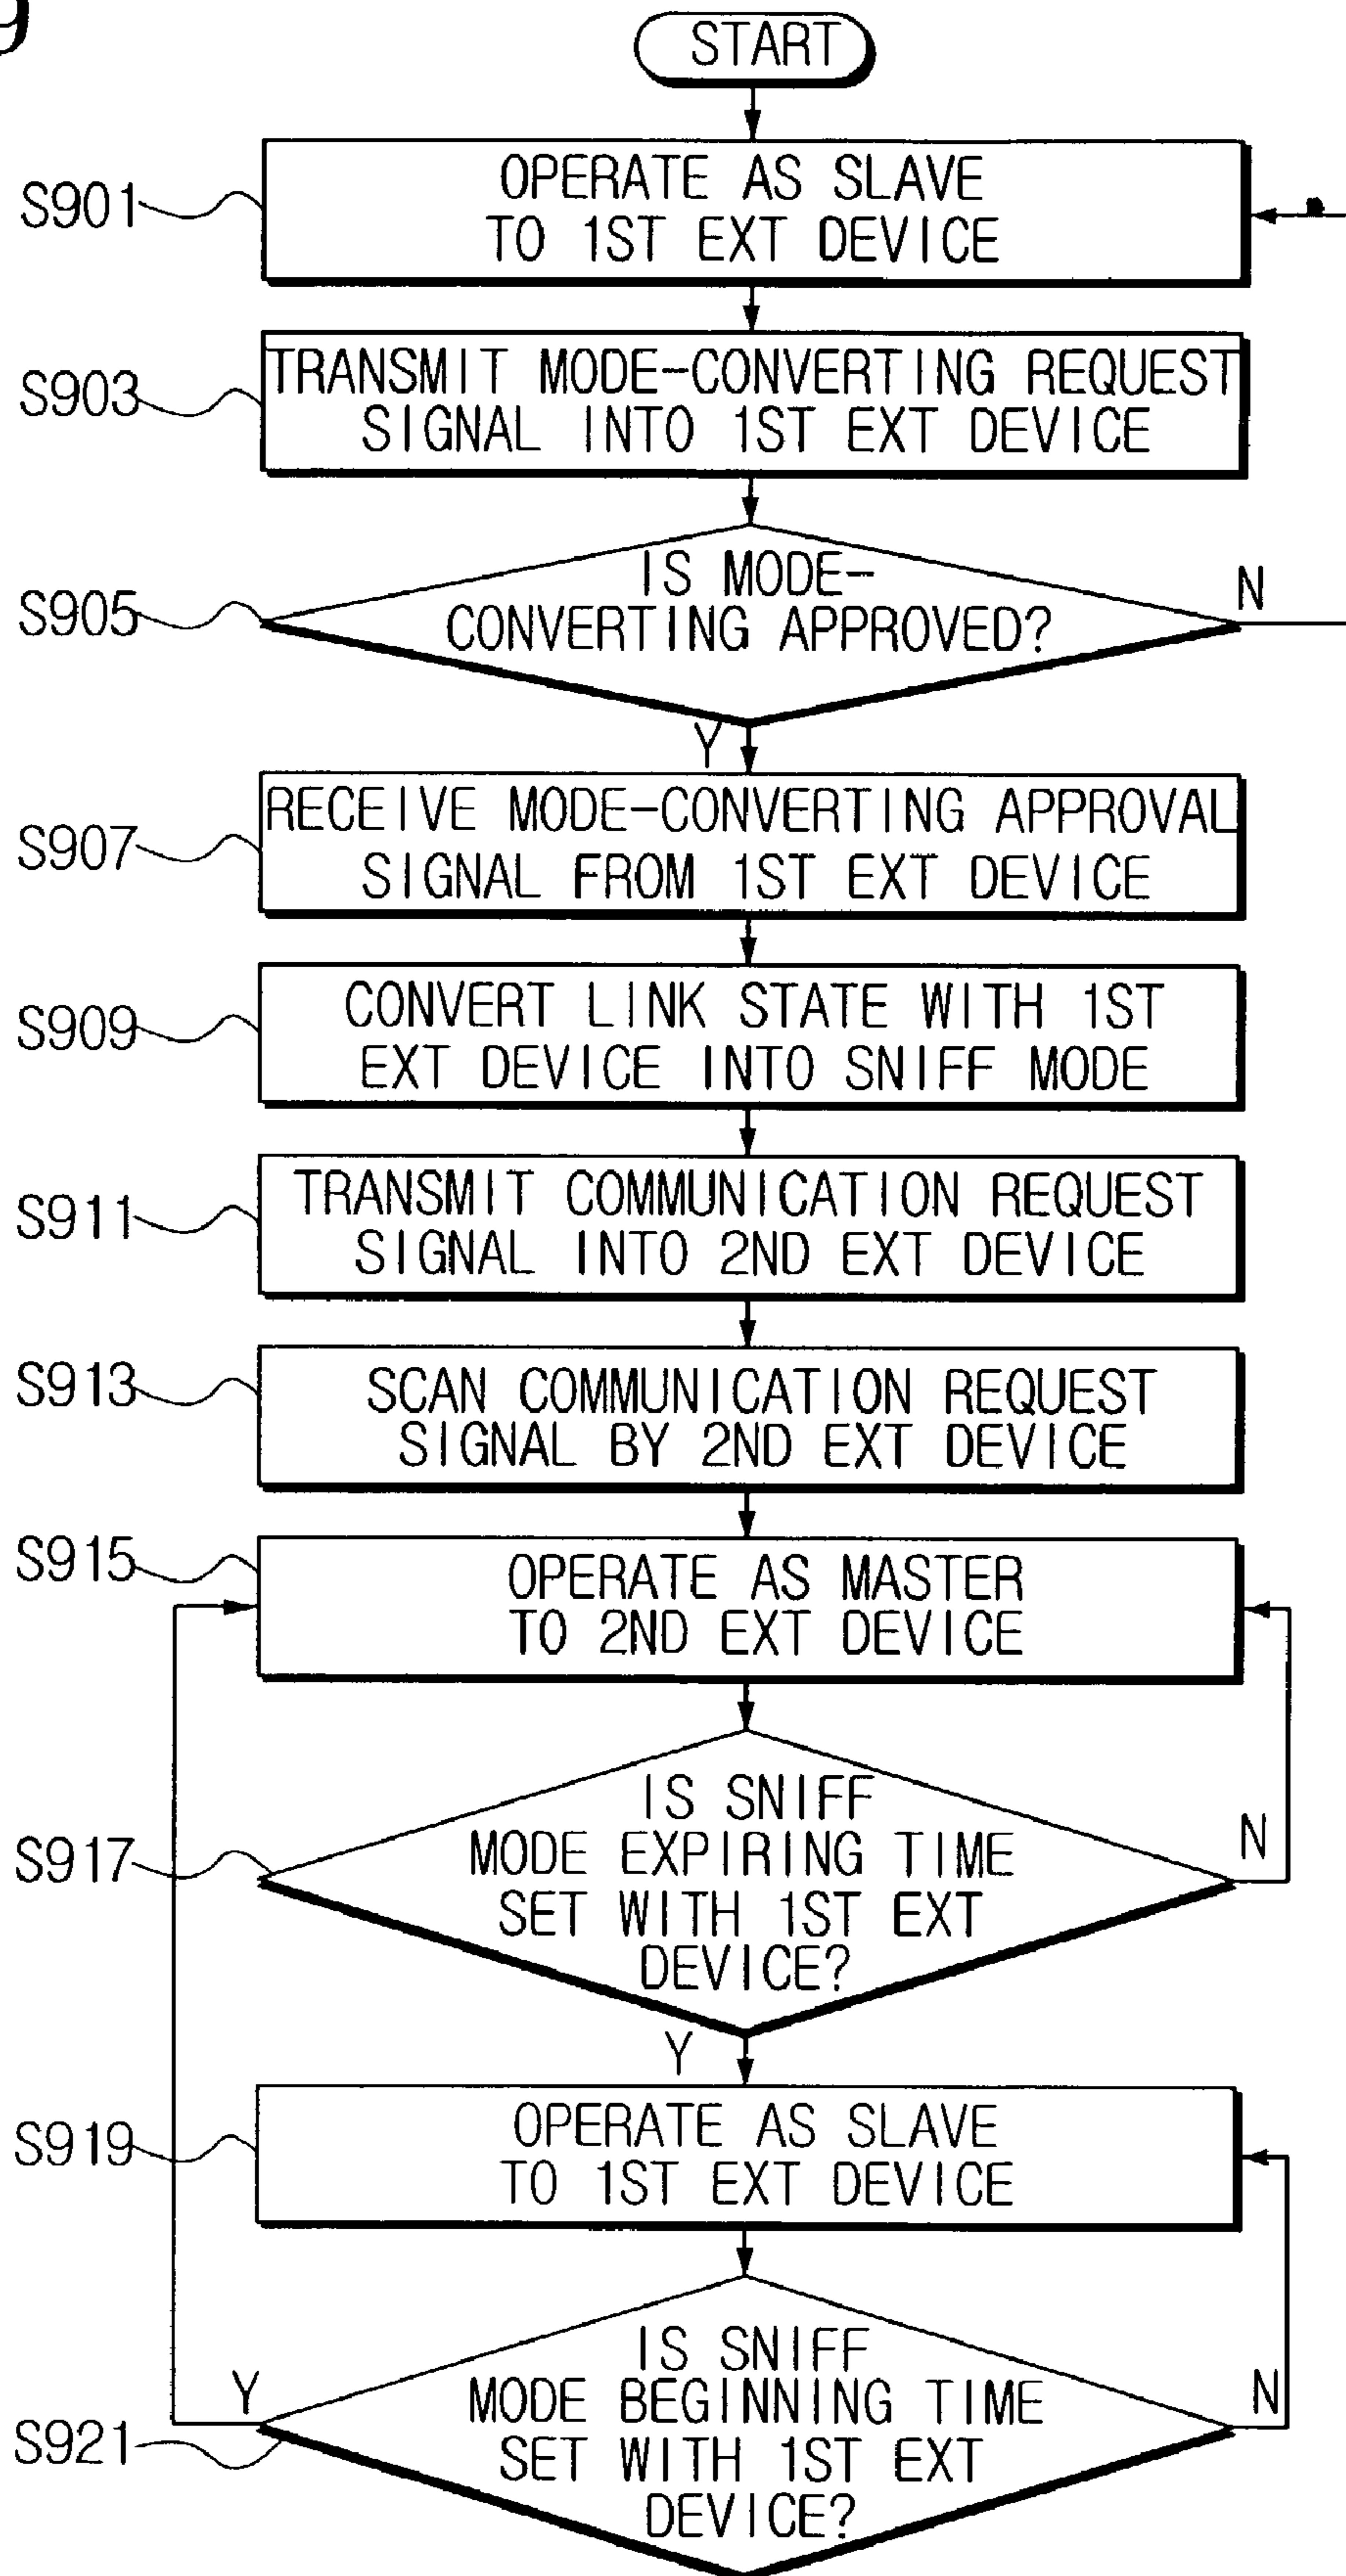 9
START
S901
OPERATE AS SLAVE
TO 1ST EXT DEVICE
S903
TRANSMIT MODE-CONVERTING REQUEST
SIGNAL INTO 1ST EXT DEVICE
S905
IS MODE-
CONVERTING APPROVED?
N
Y
S907
RECEIVE MODE-CONVERTING APPROVAL
SIGNAL FROM 1ST EXT DEVICE
S909
CONVERT LINK STATE WITH 1ST
EXT DEVICE INTO SNIFF MODE
S911
TRANSMIT COMMUNICATION REQUEST
SIGNAL INTO 2ND EXT DEVICE
S913
SCAN COMMUNICATION REQUEST
SIGNAL BY 2ND EXT DEVICE
S915
OPERATE AS MASTER
TO 2ND EXT DEVICE
S917
IS SNIFF
MODE EXPIRING TIME
SET WITH 1ST EXT
DEVICE?
N
Y
S919
OPERATE AS SLAVE
TO 1ST EXT DEVICE
S921
IS SNIFF
MODE BEGINNING TIME
SET WITH 1ST EXT
DEVICE?
Y
N